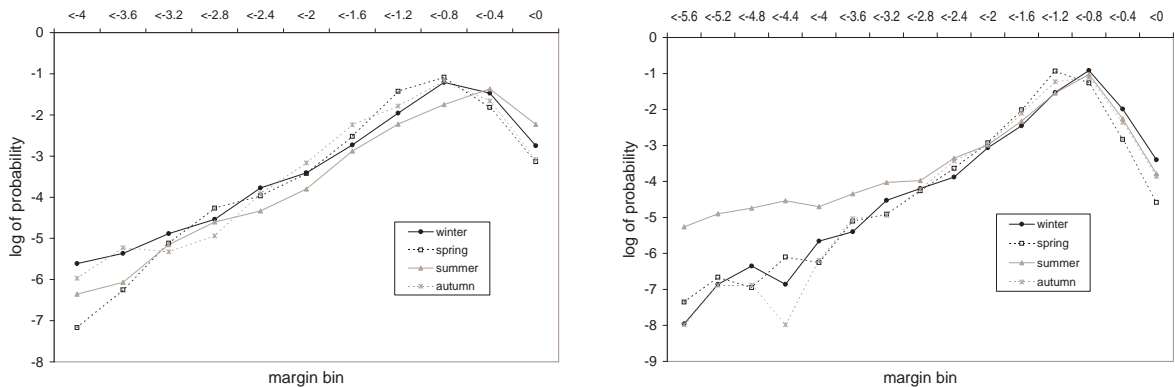 <-4 <-3.6 <-3.2 <-2.8 <-2.4 <-2 <-1.6 <-1.2 <-0.8 <-0.4 <0
0
-1
-2
-3
-4
-5
-6
-7
-8
log of probability
winter
spring
summer
autumn
margin bin
<-5.6 <-5.2 <-4.8 <-4.4 <-4 <-3.6 <-3.2 <-2.8 <-2.4 <-2 <-1.6 <-1.2 <-0.8 <-0.4 <0
0
-1
-2
-3
-4
-5
-6
-7
-8
-9
log of probability
winter
spring
summer
autumn
margin bin